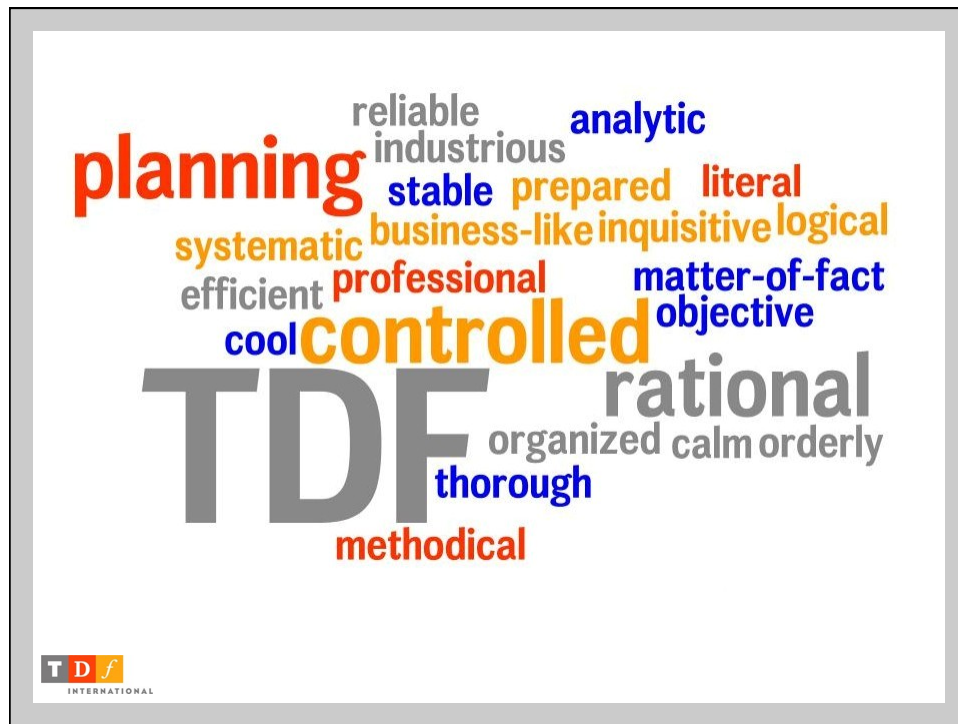 reliable
analytic
industrious
planning
stable
prepared
literal
systematic
business-like
inquisitive
logical
efficient
professional
matter-of-fact
objective
cool
controlled
TDF
rational
organized
calm
orderly
thorough
methodical
TDf
INTERNATIONAL